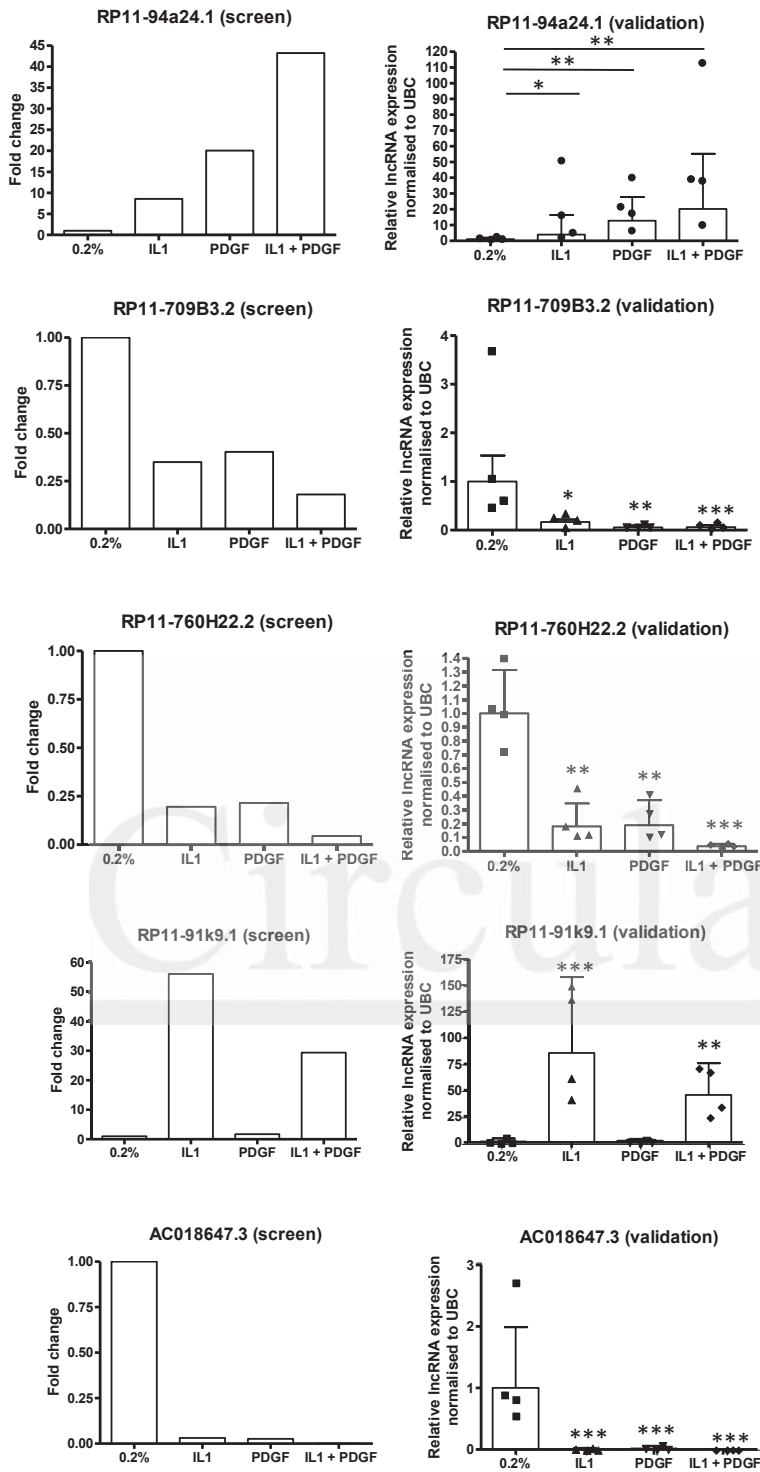 RP11-94a24.1 (screen)
Fold change
45
40
35
30
25
20
15
10
5
0
0.2% IL1 PDGF IL1 + PDGF
RP11-94a24.1 (validation)
Relative lncRNA expression
normalised to UBC
120
110
100
90
80
70
60
50
40
30
20
10
0
**
**
*
0.2% IL1 PDGF IL1 + PDGF
RP11-709B3.2 (screen)
Fold change
1.00
0.75
0.50
0.25
0.00
0.2% IL1 PDGF IL1 + PDGF
RP11-709B3.2 (validation)
Relative lncRNA expression
normalised to UBC
4
3
2
1
0
* ** ***
0.2% IL1 PDGF IL1 + PDGF
RP11-760H22.2 (screen)
Fold change
1.00
0.75
0.50
0.25
0.00
0.2% IL1 PDGF IL1 + PDGF
RP11-760H22.2 (validation)
Relative lncRNA expression
normalised to UBC
1.4
1.3
1.2
1.1
1.0
0.9
0.8
0.7
0.6
0.5
0.4
0.3
0.2
0.1
0.0
** ** ***
0.2% IL1 PDGF IL1 + PDGF
Circula
RP11-91k9.1 (screen)
Fold change
60
50
40
30
20
10
0
0.2% IL1 PDGF IL1 + PDGF
RP11-91k9.1 (validation)
Relative lncRNA expression
normalised to UBC
175
150
125
100
75
50
25
0
*** **
0.2% IL1 PDGF IL1 + PDGF
AC018647.3 (screen)
Fold change
1.00
0.75
0.50
0.25
0.00
0.2% IL1 PDGF IL1 + PDGF
AC018647.3 (validation)
Relative lncRNA expression
normalised to UBC
3
2
1
0
*** *** ***
0.2% IL1 PDGF IL1 + PDGF